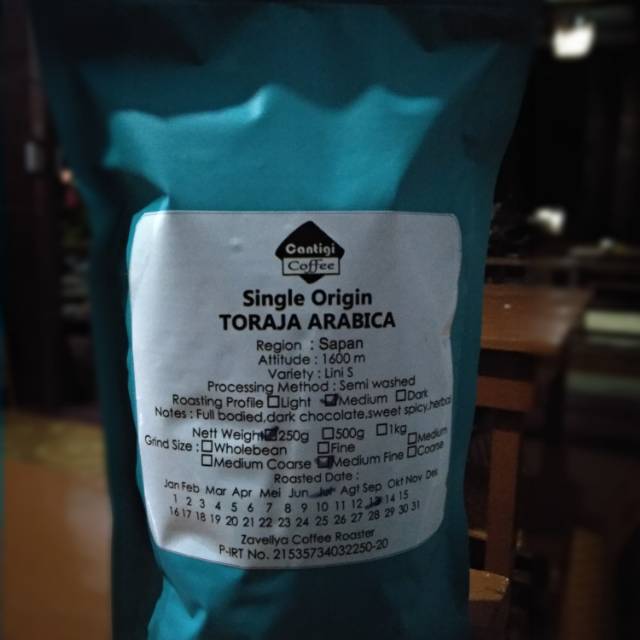 Cantigi
Coffee
Single Origin
TORAJA ARABICA
Region : Sapan
Attitude : 1600 m
Variety : Lini S
Processing Method : Semi washed
Roasting Profile Light Medium Dark
Notes : Full bodied,dark chocolate,sweet spicy,herbal
Nett Weight 250g 500g 1kg
Grind Size : Wholebean Fine Medium
Medium Coarse Medium Fine Coarse
Roasted Date :
Jan Feb Mar Apr Mei Jun Jul Agt Sep Okt Nov Des
1 2 3 4 5 6 7 8 9 10 11 12 13 14 15
16 17 18 19 20 21 22 23 24 25 26 27 28 29 30 31
Zavellya Coffee Roaster
P-IRT No. 21535734032250-20